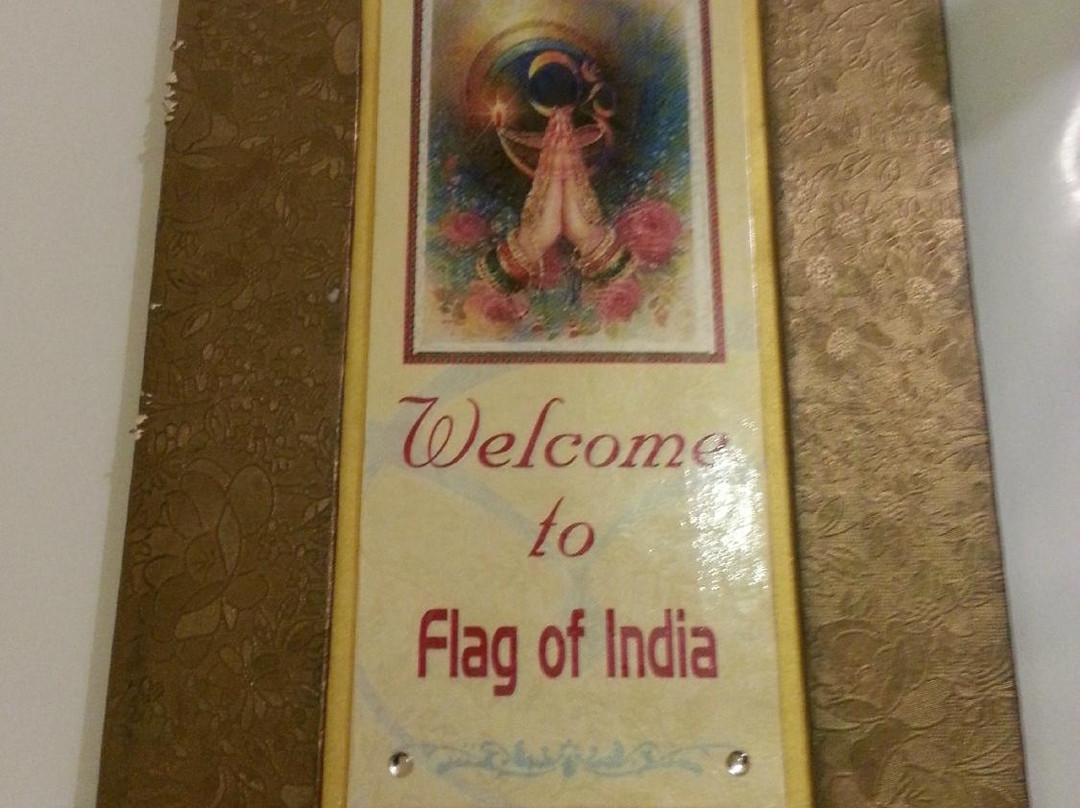 Welcome
to
Flag of India